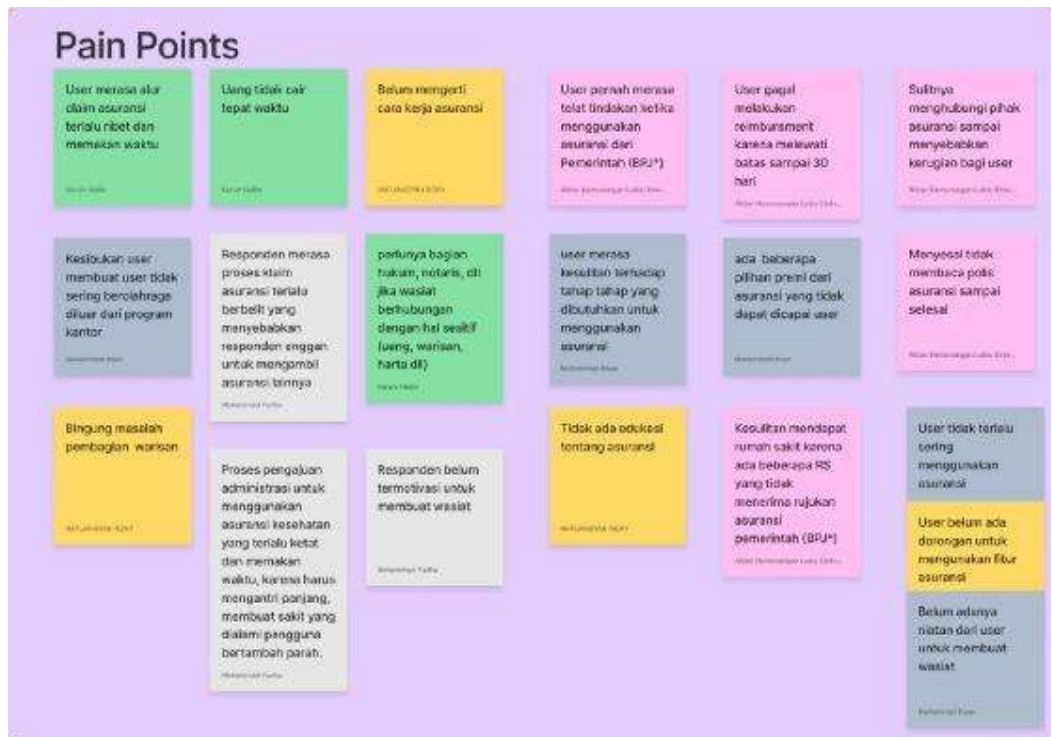 Pain Points
User merasa alur
claim asuransi
terlalu ribet dan
memakan waktu
Uang tidak cair
tepat waktu
Belum mengerti
cara kerja asuransi
User pernah merasa
telat tindakan ketika
menggunakan
asuransi dari
Pemerintah (BPJ*)
User gagal
melakukan
reimbursment
karena melewati
batas sampai 30
hari
Sulitnya
menghubungi pihak
asuransi sampai
menyebabkan
kerugian bagi user
Kesibukan user
membuat user tidak
sering berolahraga
diluar dari program
kantor
Responden merasa
proses klaim
asuransi terlalu
berbelit yang
menyebabkan
responden enggan
untuk mengambil
asuransi lainnya
perlunya bagian
hukum, notaris, dll
jika wasiat
berhubungan
dengan hal sesitif
(uang, warisan,
harta dll)
user merasa
kesulitan terhadap
tahap tahap yang
dibutuhkan untuk
menggunakan
asuransi
ada beberapa
pilihan premi dari
asuransi yang tidak
dapat dicapai user
Menyesal tidak
membaca polis
asuransi sampai
selesai
Bingung masalah
pembagian warisan
Proses pengajuan
administrasi untuk
menggunakan
asuransi kesehatan
yang terlalu ketat
dan memakan
waktu, karena harus
mengantri panjang,
membuat sakit yang
dialami pengguna
bertambah parah.
Responden belum
termotivasi untuk
membuat wasiat
Tidak ada edukasi
tentang asuransi
Kesulitan mendapat
rumah sakit karena
ada beberapa RS
yang tidak
menerima rujukan
asuransi
pemerintah (BPJ*)
User tidak terlalu
sering
menggunakan
asuransi
User belum ada
dorongan untuk
mengunakan fitur
asuransi
Belum adanya
niatan dari user
untuk membuat
wasiat